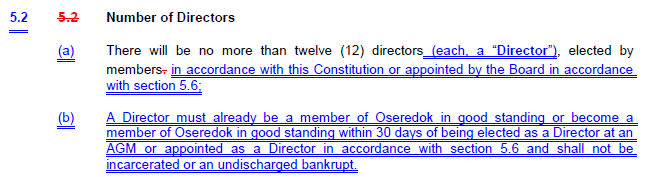 5.2 5.2 Number of Directors
(a) There will be no more than twelve (12) directors (each, a “Director”), elected by
members. in accordance with this Constitution or appointed by the Board in accordance
with section 5.6;
(b) A Director must already be a member of Oseredok in good standing or become a
member of Oseredok in good standing within 30 days of being elected as a Director at an
AGM or appointed as a Director in accordance with section 5.6 and shall not be
incarcerated or an undischarged bankrupt.